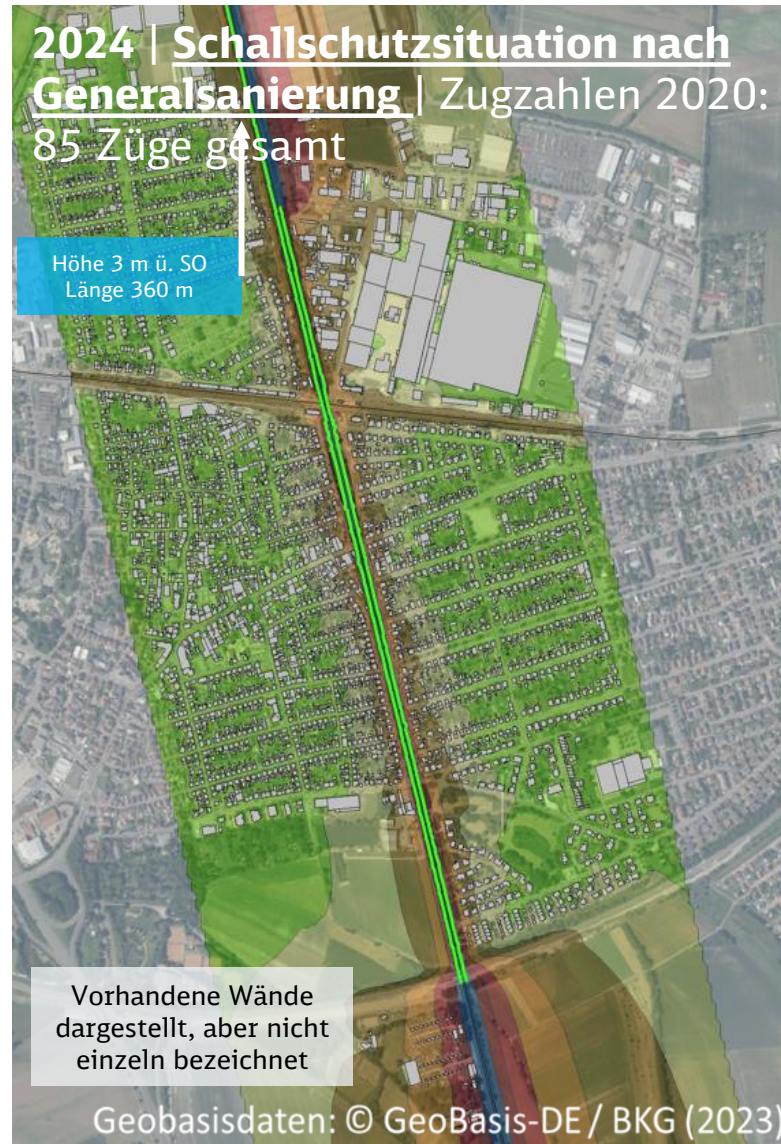 2024 | Schallschutzsituation nach
Generalsanierung | Zugzahlen 2020:
85 Züge gesamt
Höhe 3 m ü. SO
Länge 360 m
Vorhandene Wände
dargestellt, aber nicht
einzeln bezeichnet
Geobasisdaten: © GeoBasis-DE / BKG (2023)